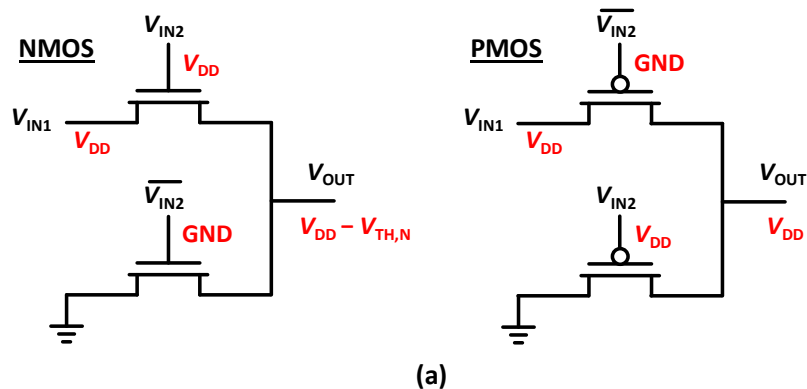 NMOS
V_IN2
V_DD
V_IN1
V_DD
V̅_IN2
GND
V_OUT
V_DD – V_TH,N
PMOS
V̅_IN2
GND
V_IN1
V_DD
V_IN2
V_DD
V_OUT
V_DD
(a)